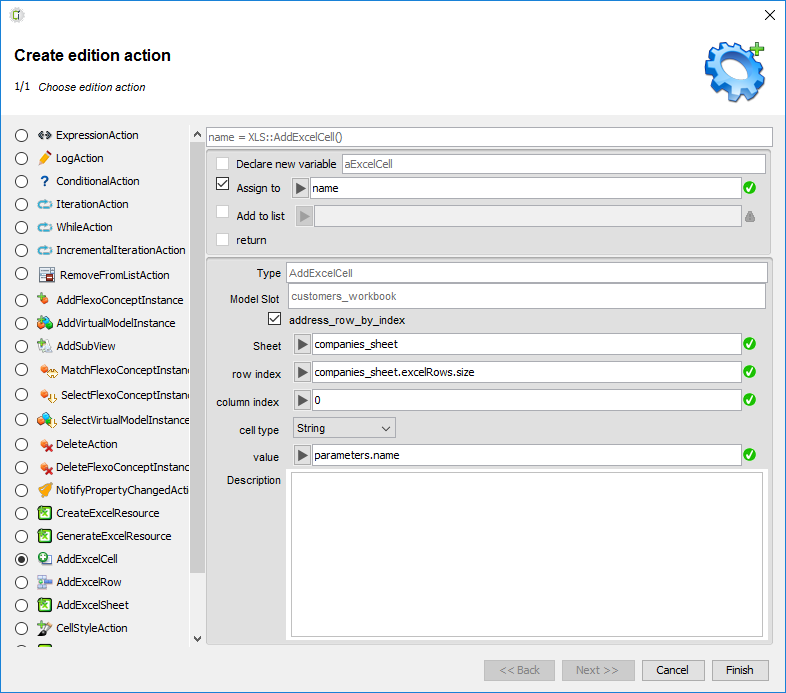 Create edition action
1/1 Choose edition action
ExpressionAction
LogAction
ConditionalAction
IterationAction
WhileAction
IncrementalIterationAction
RemoveFromListAction
AddFlexoConceptInstance
AddVirtualModelInstance
AddSubView
MatchFlexoConceptInstanc
SelectFlexoConceptInstanc
SelectVirtualModelInstance
DeleteAction
DeleteFlexoConceptInstanc
NotifyPropertyChangedActi
CreateExcelResource
GenerateExcelResource
AddExcelCell
AddExcelRow
AddExcelSheet
CellStyleAction
name = XLS::AddExcelCell()
Declare new variable aExcelCell
Assign to name
Add to list
return
Type AddExcelCell
Model Slot customers_workbook
address_row_by_index
Sheet companies_sheet
row index companies_sheet.excelRows.size
column index 0
cell type String
value parameters.name
Description
<< Back Next >> Cancel Finish